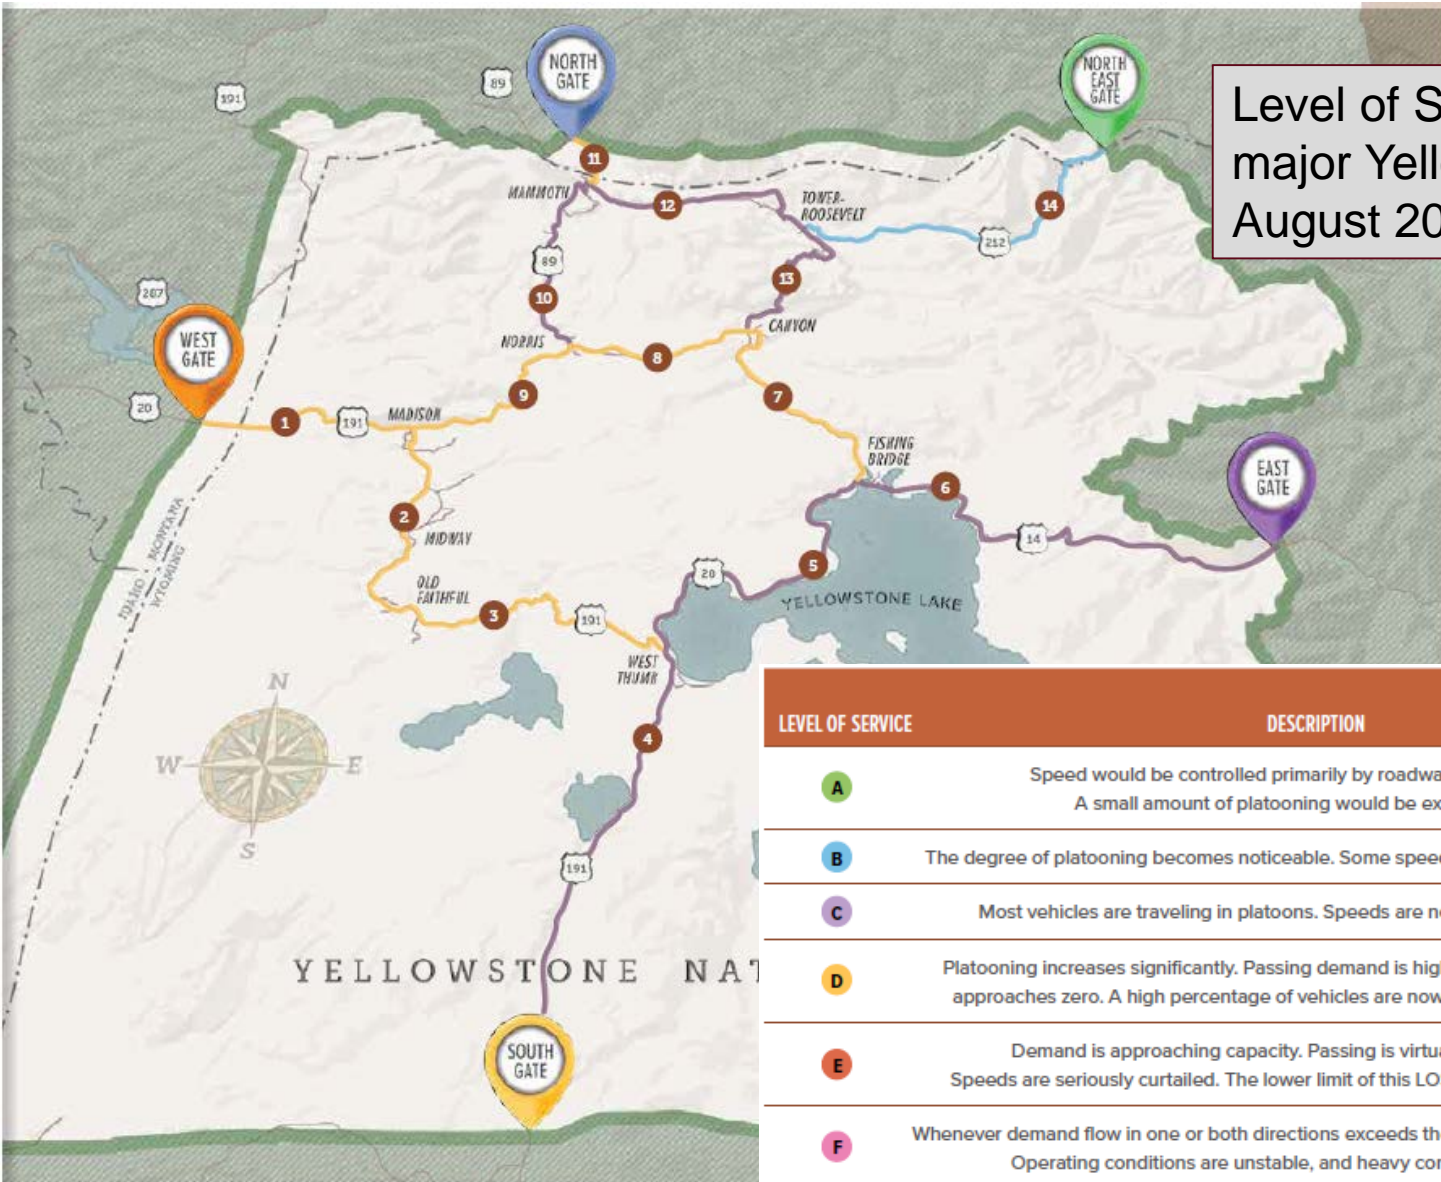 191
89
NORTH
GATE
NORTH
EAST
GATE
Level of S
major Yell
August 20
11
MAMMOTH
12
TOWER-
ROOSEVELT
14
212
89
13
287
10
WEST
GATE
NORRIS
8
CANYON
20
1
191
MADISON
9
7
FISHING
BRIDGE
6
EAST
GATE
2
MIDWAY
14
IDAHO
MONTANA
WYOMING
OLD
FAITHFUL
3
191
20
5
YELLOWSTONE LAKE
WEST
THUMB
4
N
W
E
S
191
YELLOWSTONE NAT
SOUTH
GATE
LEVEL OF SERVICE DESCRIPTION
A
Speed would be controlled primarily by roadwa
A small amount of platooning would be ex
B The degree of platooning becomes noticeable. Some spee
C Most vehicles are traveling in platoons. Speeds are n
D
Platooning increases significantly. Passing demand is hig
approaches zero. A high percentage of vehicles are now
E
Demand is approaching capacity. Passing is virtua
Speeds are seriously curtailed. The lower limit of this LO
F
Whenever demand flow in one or both directions exceeds th
Operating conditions are unstable, and heavy co